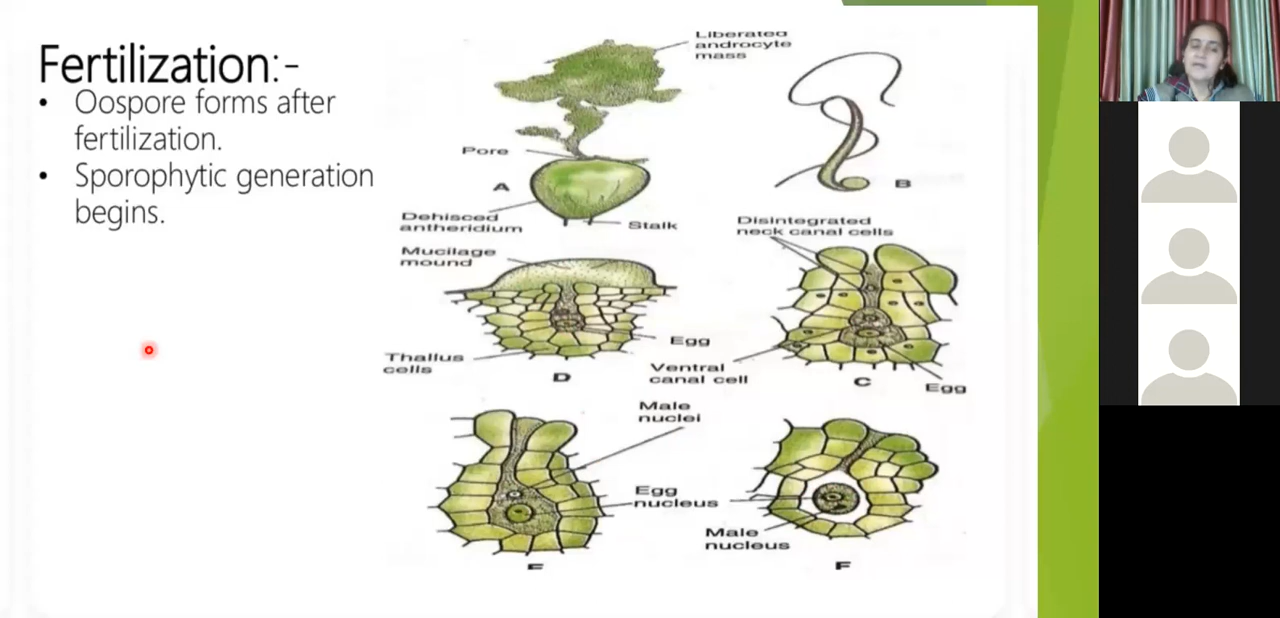 Fertilization:-
• Oospore forms after
fertilization.
• Sporophytic generation
begins.
Liberated
androcyte
mass
Pore
A
B
Dehisced
antheridium
Stalk
Disintegrated
neck canal cells
Mucilage
mound
Egg
Thallus
cells
Ventral
canal cell
D
C
Egg
Male
nuclei
Egg
nucleus
Male
nucleus
E
F